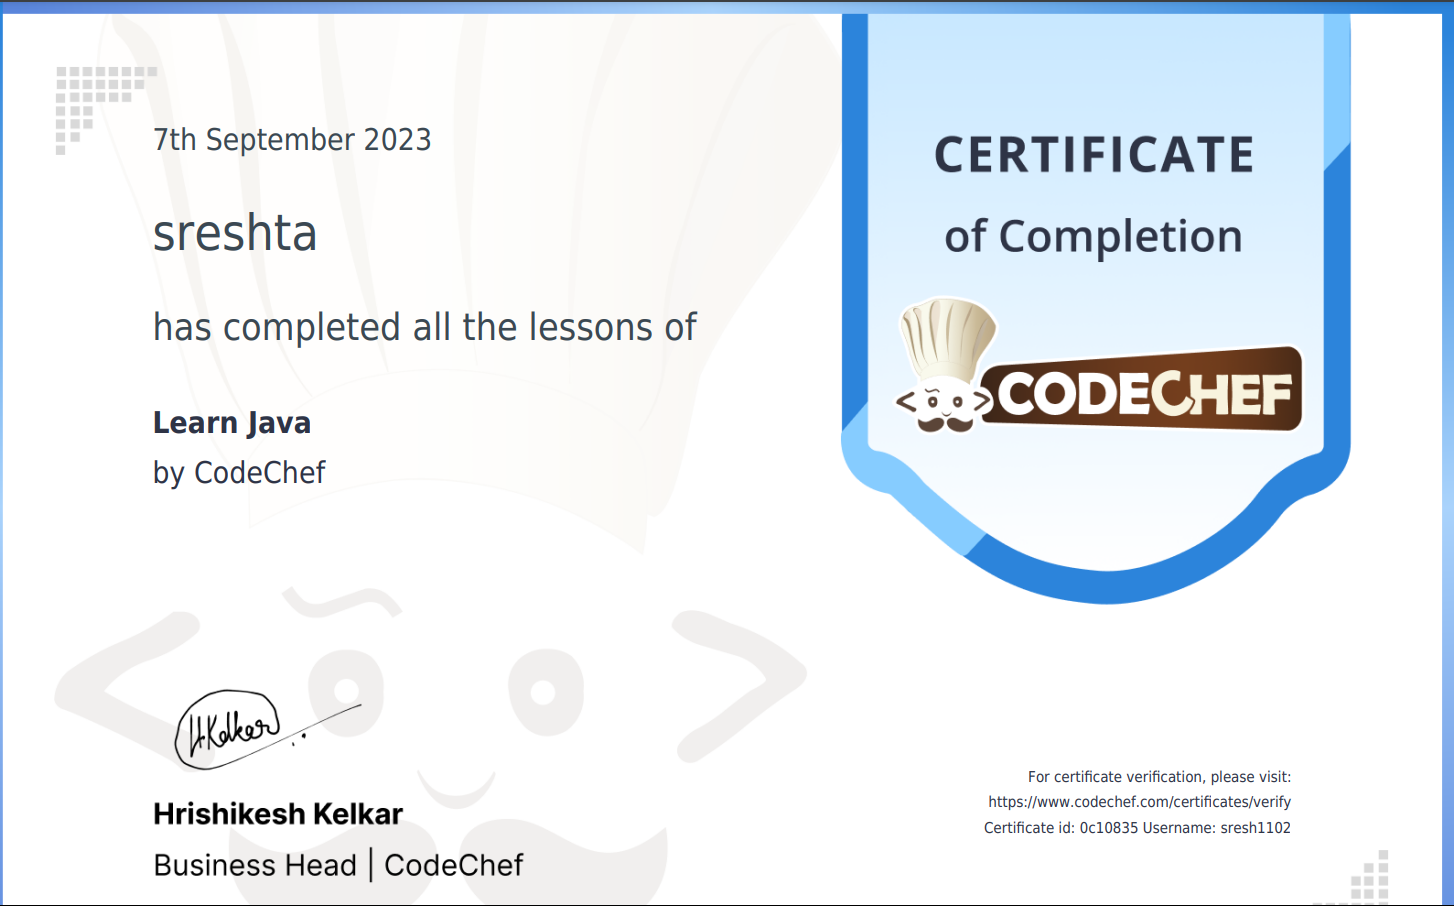 7th September 2023
sreshta
has completed all the lessons of
Learn Java
by CodeChef
H.Kelkar
Hrishikesh Kelkar
Business Head | CodeChef
CERTIFICATE
of Completion
CODECHEF
For certificate verification, please visit:
https://www.codechef.com/certificates/verify
Certificate id: 0c10835 Username: sresh1102